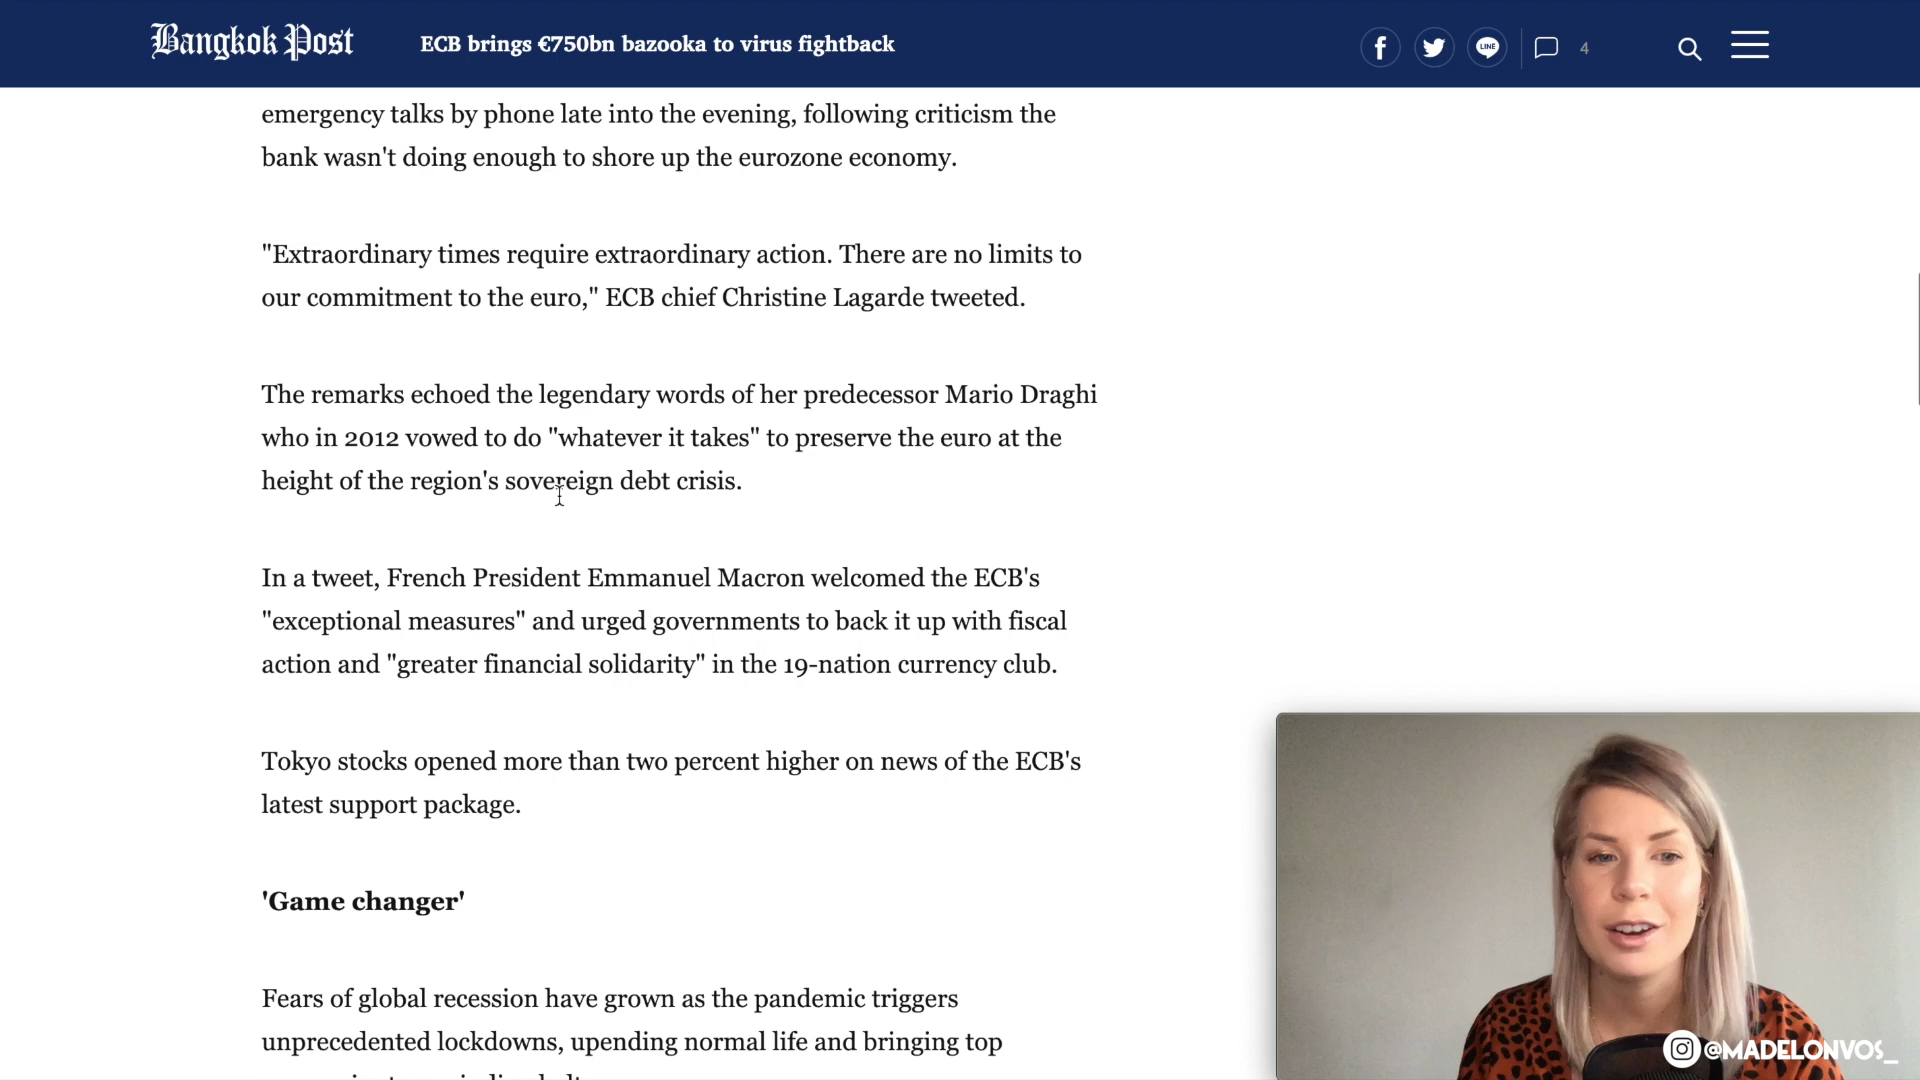 Bangkok Post
ECB brings €750bn bazooka to virus fightback
LINE
4
emergency talks by phone late into the evening, following criticism the
bank wasn't doing enough to shore up the eurozone economy.
"Extraordinary times require extraordinary action. There are no limits to
our commitment to the euro," ECB chief Christine Lagarde tweeted.
The remarks echoed the legendary words of her predecessor Mario Draghi
who in 2012 vowed to do "whatever it takes" to preserve the euro at the
height of the region's sovereign debt crisis.
In a tweet, French President Emmanuel Macron welcomed the ECB's
"exceptional measures" and urged governments to back it up with fiscal
action and "greater financial solidarity" in the 19-nation currency club.
Tokyo stocks opened more than two percent higher on news of the ECB's
latest support package.
'Game changer'
Fears of global recession have grown as the pandemic triggers
unprecedented lockdowns, upending normal life and bringing top
@MADELONVOS_